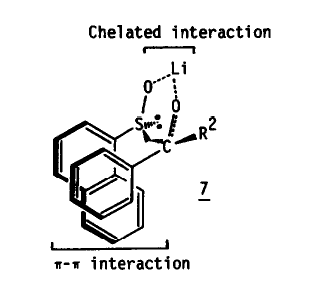 Chelated interaction
Li
O
O
S
C
R2
7
π-π interaction